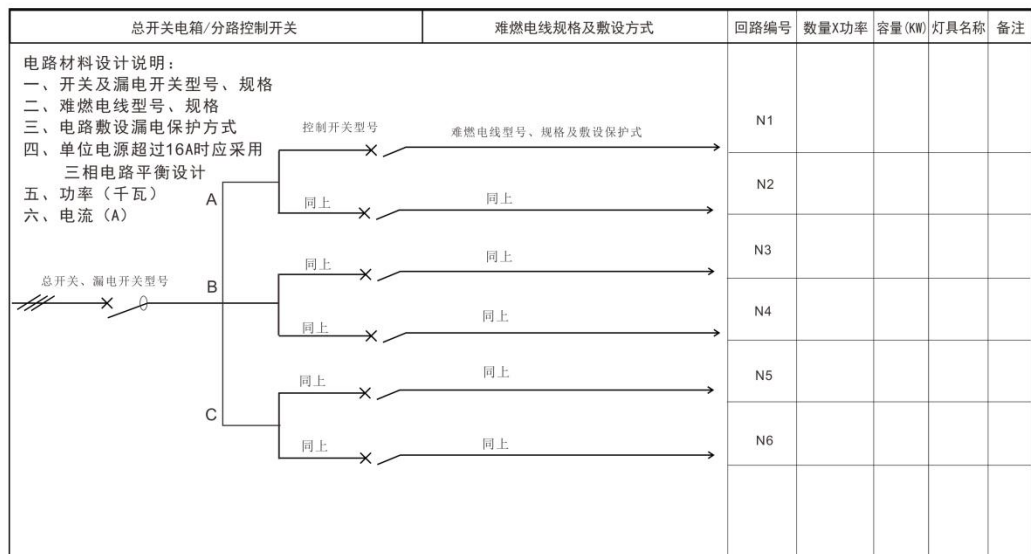 总开关电箱/分路控制开关 难燃电线规格及敷设方式 回路编号 数量X功率 容量(KW) 灯具名称 备注
电路材料设计说明：
一、开关及漏电开关型号、规格
二、难燃电线型号、规格
三、电路敷设漏电保护方式
四、单位电源超过16A时应采用
三相电路平衡设计
五、功率（千瓦）
六、电流（A）
控制开关型号 难燃电线型号、规格及敷设保护式 N1
A
同上 同上 N2
总开关、漏电开关型号
B
同上 同上 N3
同上 同上 N4
C
同上 同上 N5
同上 同上 N6